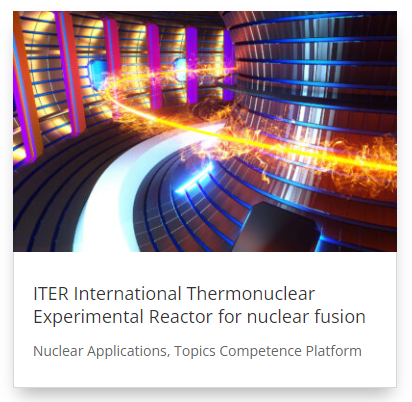 ITER International Thermonuclear
Experimental Reactor for nuclear fusion
Nuclear Applications, Topics Competence Platform